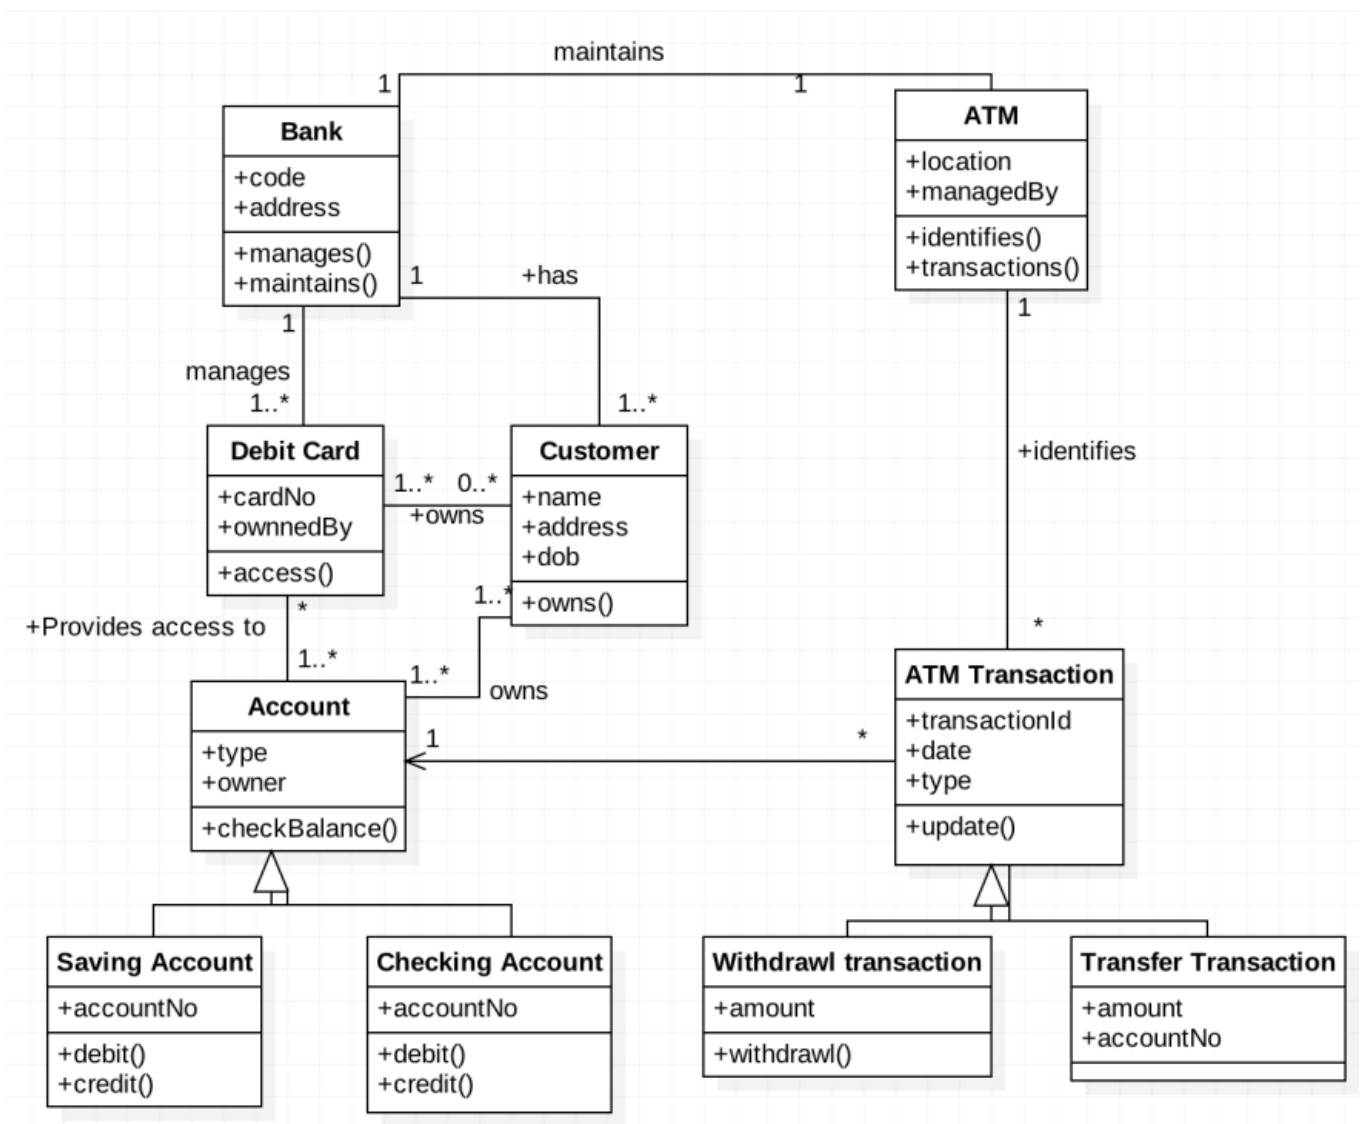 maintains
1
1
Bank
+code
+address
+manages()
+maintains()
ATM
+location
+managedBy
+identifies()
+transactions()
1
+has
1..*
1
manages
1..*
1
+identifies
*
Debit Card
+cardNo
+ownnedBy
+access()
1..*
0..*
+owns
Customer
+name
+address
+dob
+owns()
*
+Provides access to
1..*
1..*
1..*
owns
Account
+type
+owner
+checkBalance()
1
*
ATM Transaction
+transactionId
+date
+type
+update()
Saving Account
+accountNo
+debit()
+credit()
Checking Account
+accountNo
+debit()
+credit()
Withdrawl transaction
+amount
+withdrawl()
Transfer Transaction
+amount
+accountNo